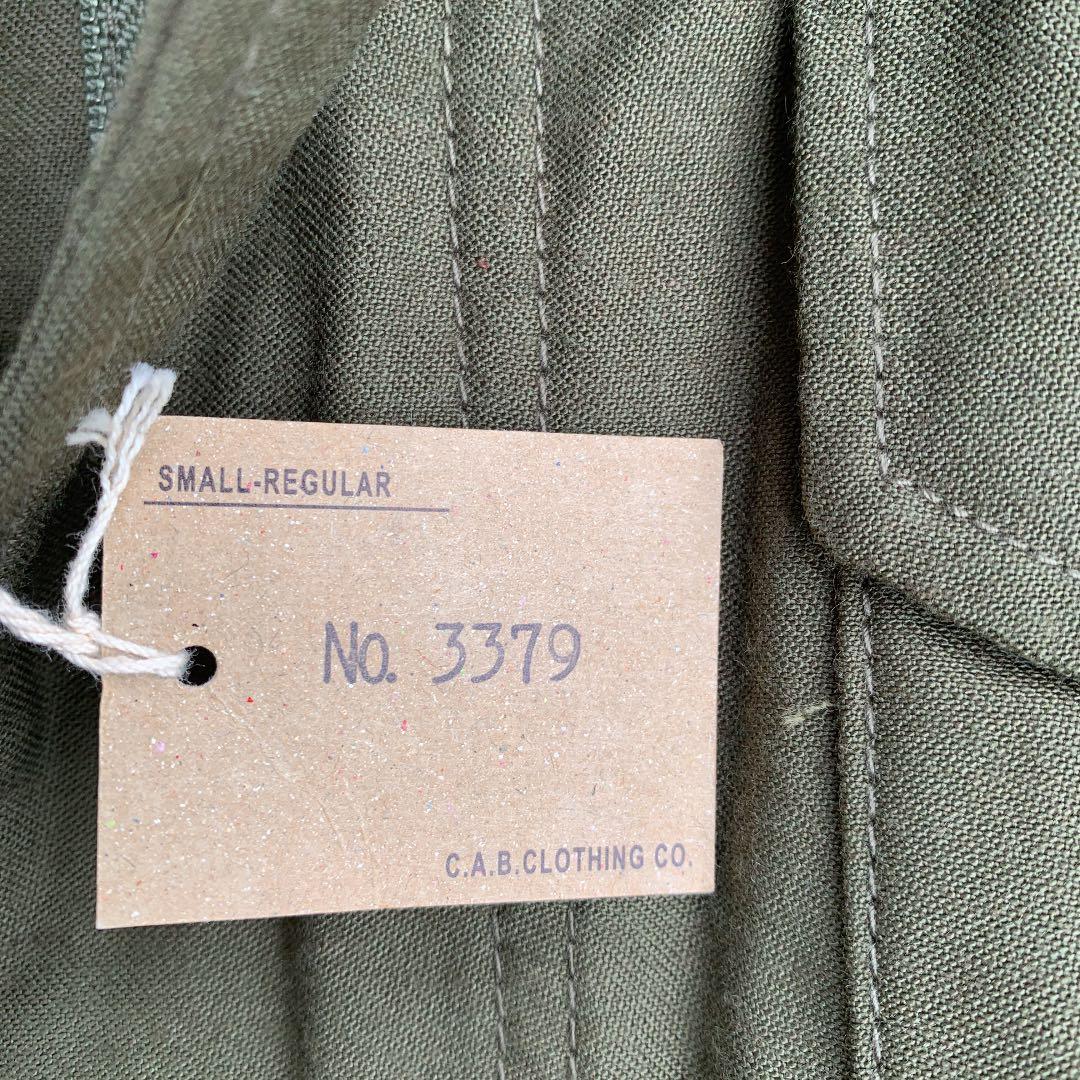 SMALL-REGULAR
No. 3379
C.A.B.CLOTHING CO.